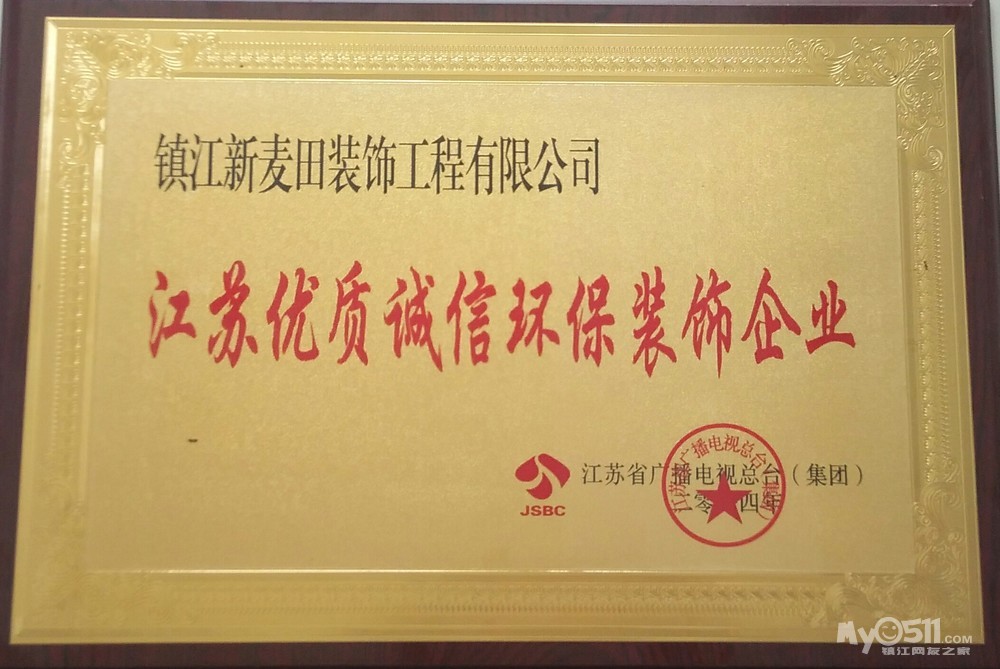 镇江新麦田装饰工程有限公司
江苏优质诚信环保装饰企业
JSBC
江苏省广播电视总台(集团)
零 四年
My0511.com
镇江网友之家